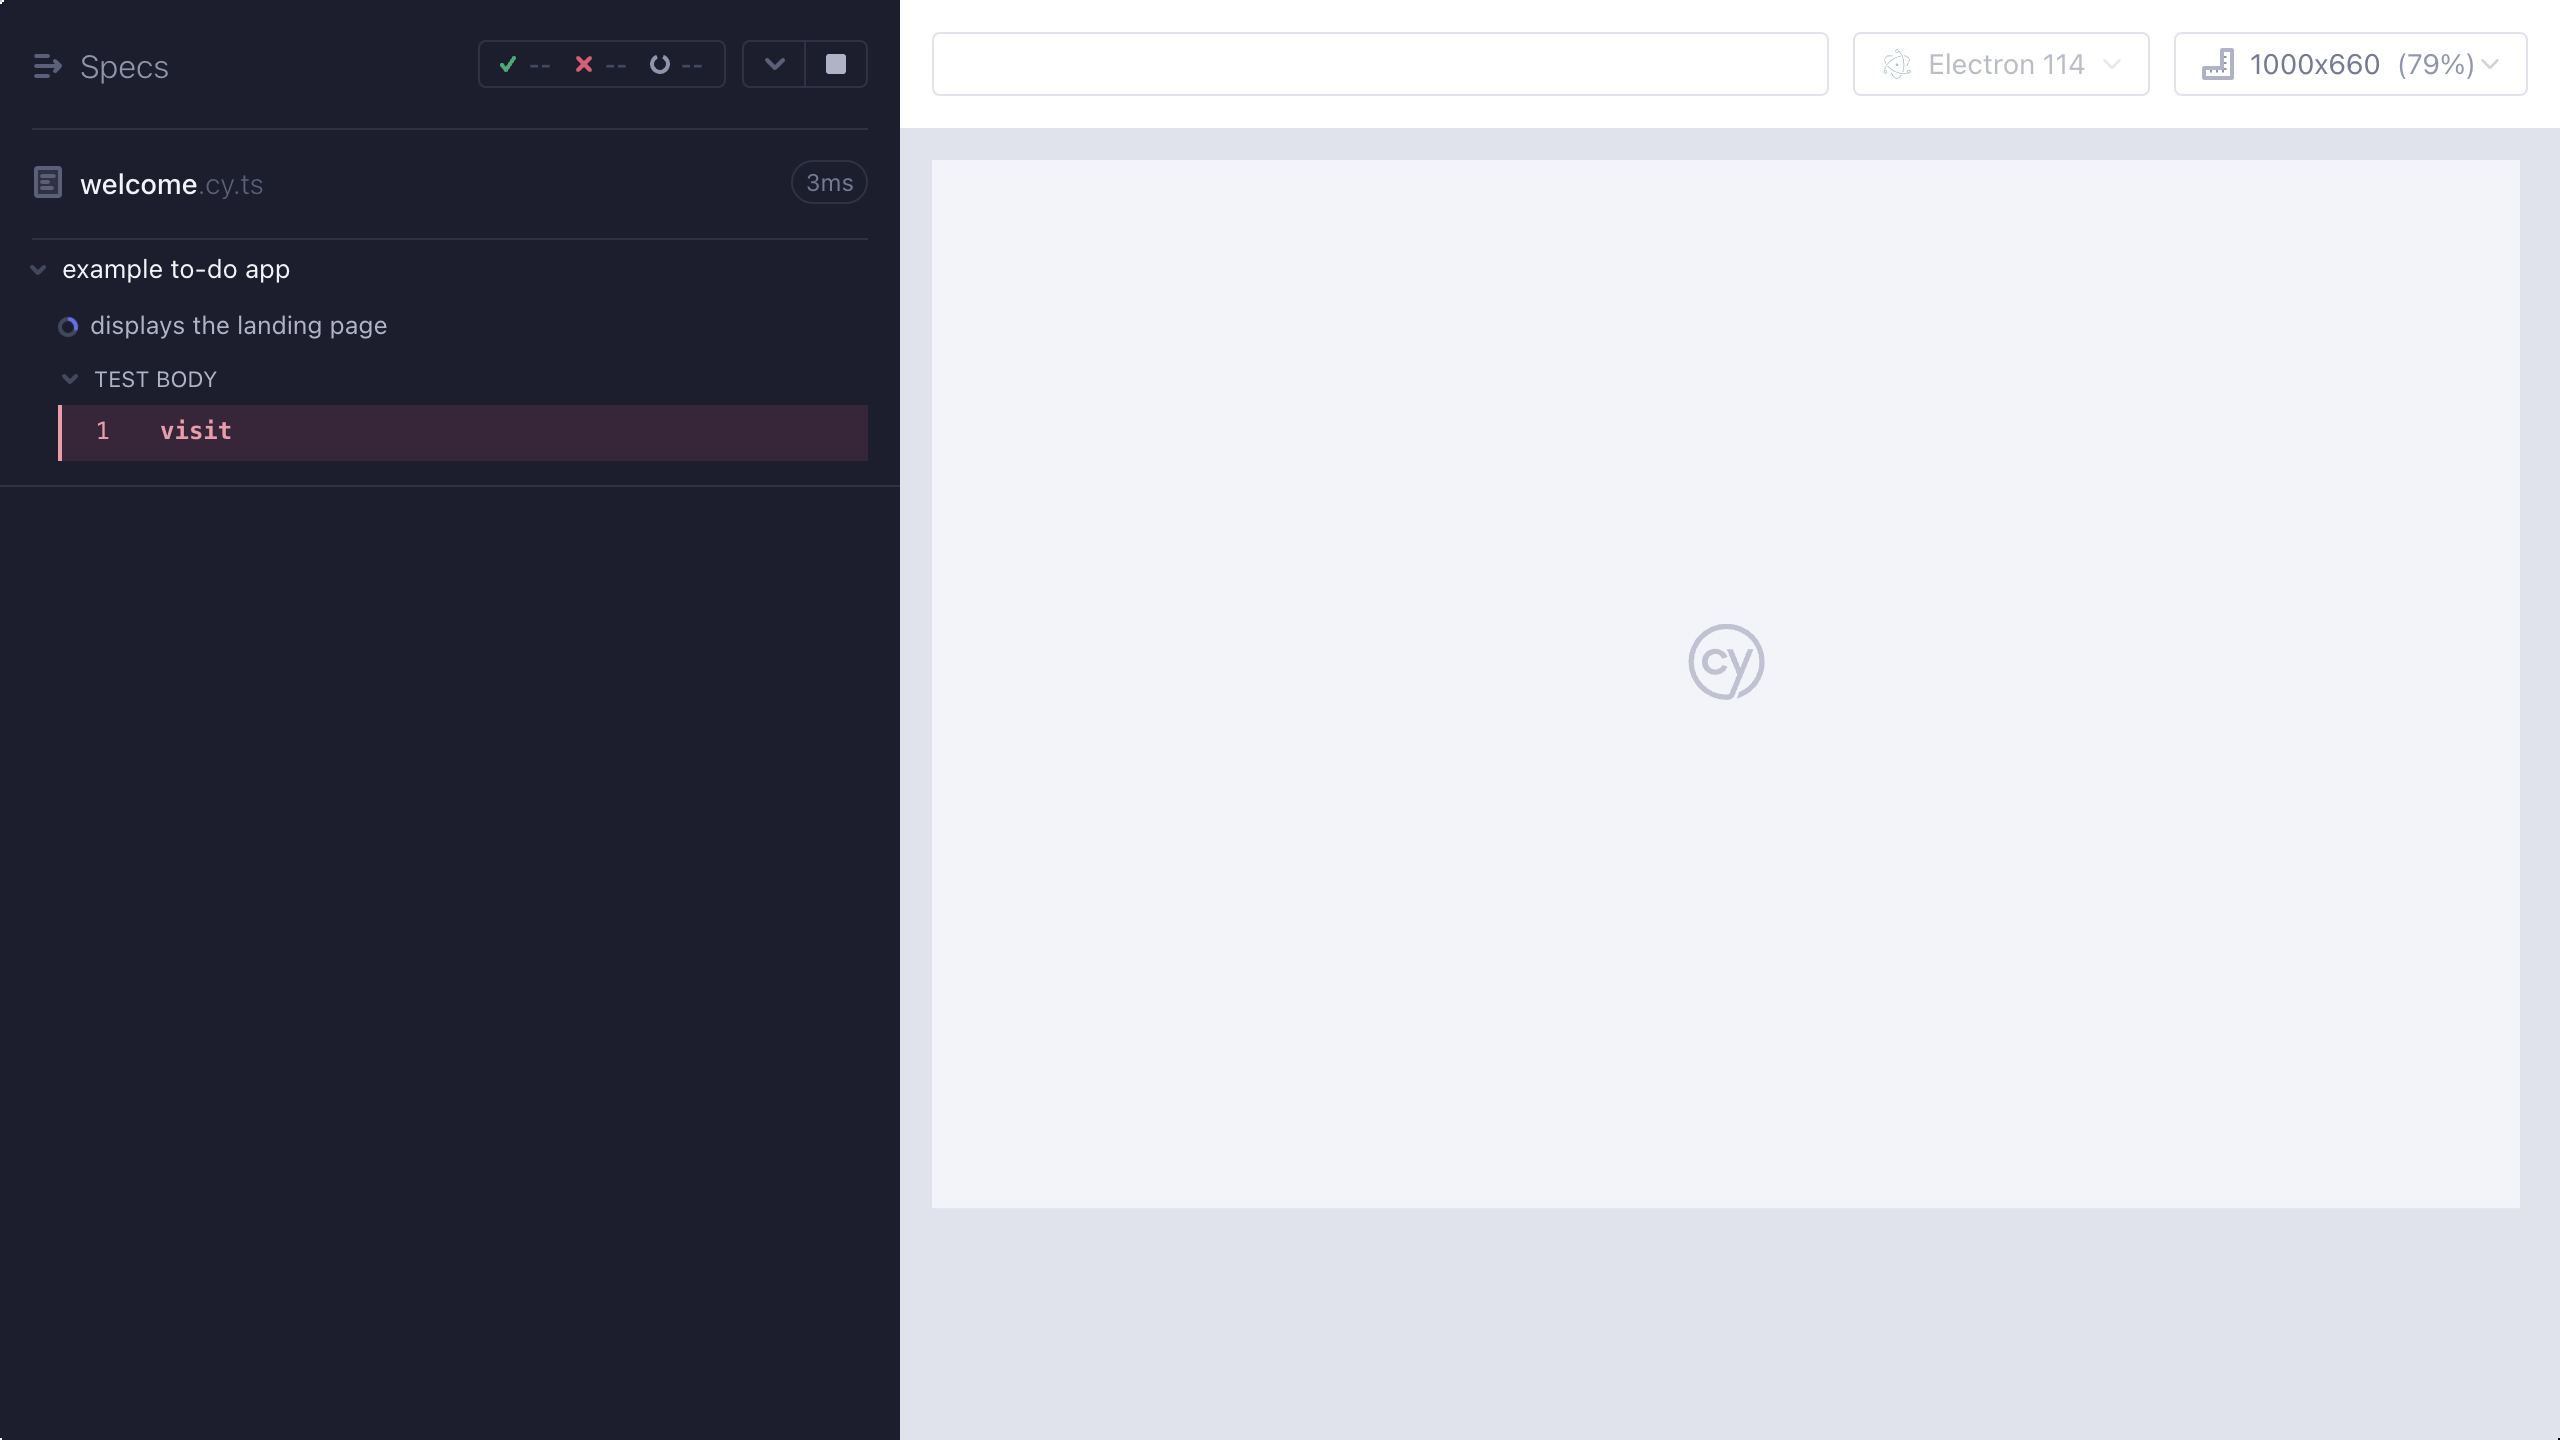 Specs
-- -- --
Electron 114
1000x660 (79%)
welcome.cy.ts
3ms
example to-do app
displays the landing page
TEST BODY
1 visit
cy